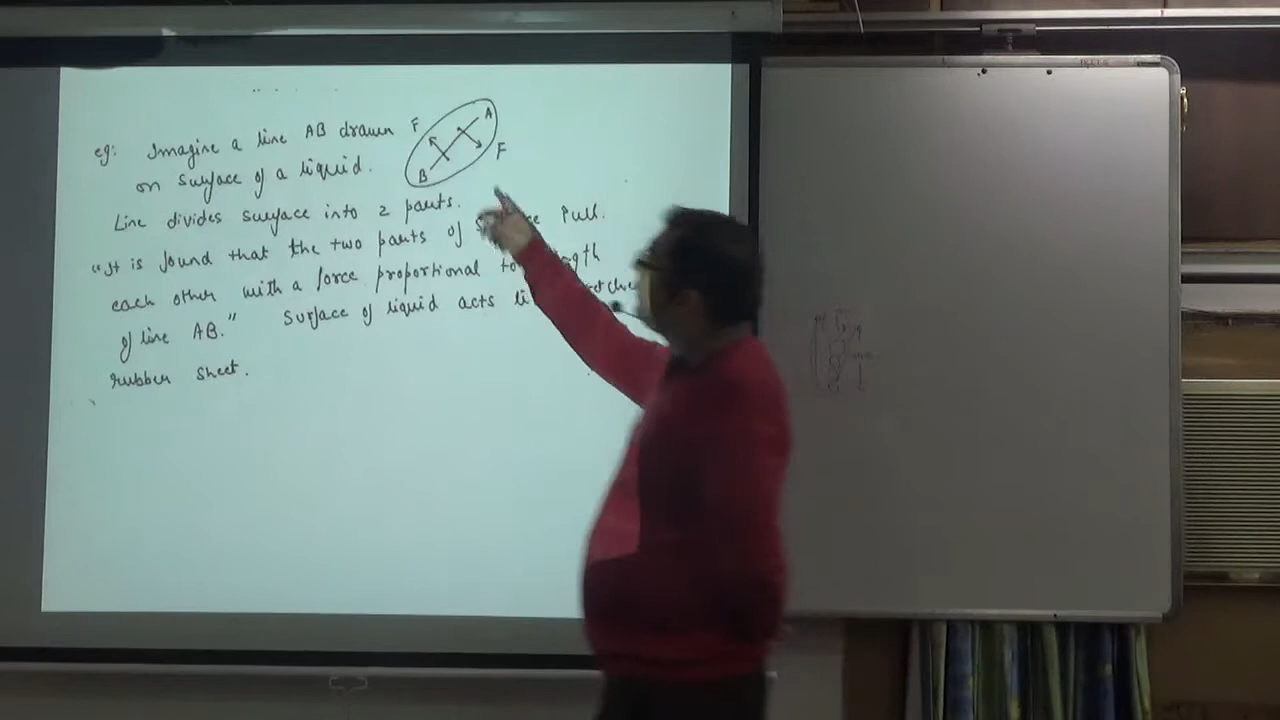 eg: Imagine a line AB drawn
on surface of a liquid.
F
A
B
F
Line divides surface into 2 parts.
"It is found that the two parts of Pull.
each other with a force proportional to
of line AB." Surface of liquid acts
rubber sheet.